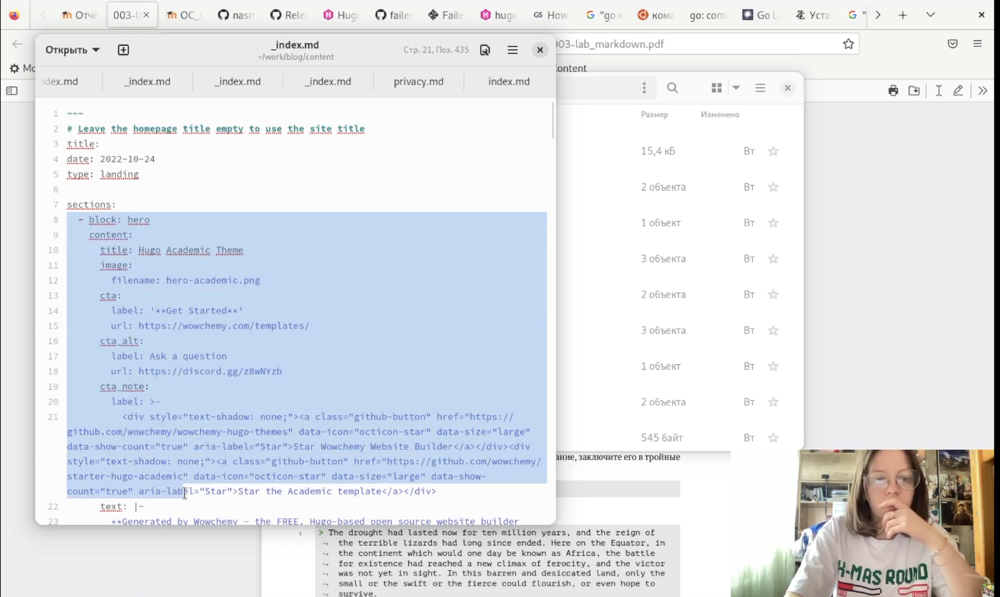 Отчё
003-la
ОС_
nasm
Relea
Hugo
failed
Faile
hugo
GS How
"go к
кома
go: com
Go La
Уста
003-lab_markdown.pdf
ontent
Открыть
_index.md
~/work/blog/content
Стр. 21, Поз. 435
ndex.md
_index.md
_index.md
_index.md
privacy.md
index.md
1 ---
2 # Leave the homepage title empty to use the site title
3 title:
4 date: 2022-10-24
5 type: landing
6
7 sections:
8 - block: hero
9 content:
10 title: Hugo Academic Theme
11 image:
12 filename: hero-academic.png
13 cta:
14 label: '**Get Started**'
15 url: https://wowchemy.com/templates/
16 cta_alt:
17 label: Ask a question
18 url: https://discord.gg/z8wNYzb
19 cta_note:
20 label: >-
21 <div style="text-shadow: none;"><a class="github-button" href="https://
github.com/wowchemy/wowchemy-hugo-themes" data-icon="octicon-star" data-size="large"
data-show-count="true" aria-label="Star">Star Wowchemy Website Builder</a></div><div
style="text-shadow: none;"><a class="github-button" href="https://github.com/wowchemy/
starter-hugo-academic" data-icon="octicon-star" data-size="large" data-show-
count="true" aria-label="Star">Star the Academic template</a></div>
22 text: |-
23 **Generated by Wowchemy - the FREE, Hugo-based open source website builder
Размер
Изменено
15,4 кБ Вт
2 объекта Вт
1 объект Вт
3 объекта Вт
2 объекта Вт
3 объекта Вт
1 объект Вт
2 объекта Вт
545 байт Вт
ание, заключите его в тройные
1 > The drought had lasted now for ten million years, and the reign of
the terrible lizards had long since ended. Here on the Equator, in
the continent which would one day be known as Africa, the battle
for existence had reached a new climax of ferocity, and the victor
was not yet in sight. In this barren and desiccated land, only the
small or the swift or the fierce could flourish, or even hope to
survive.
X-MAS ROUND